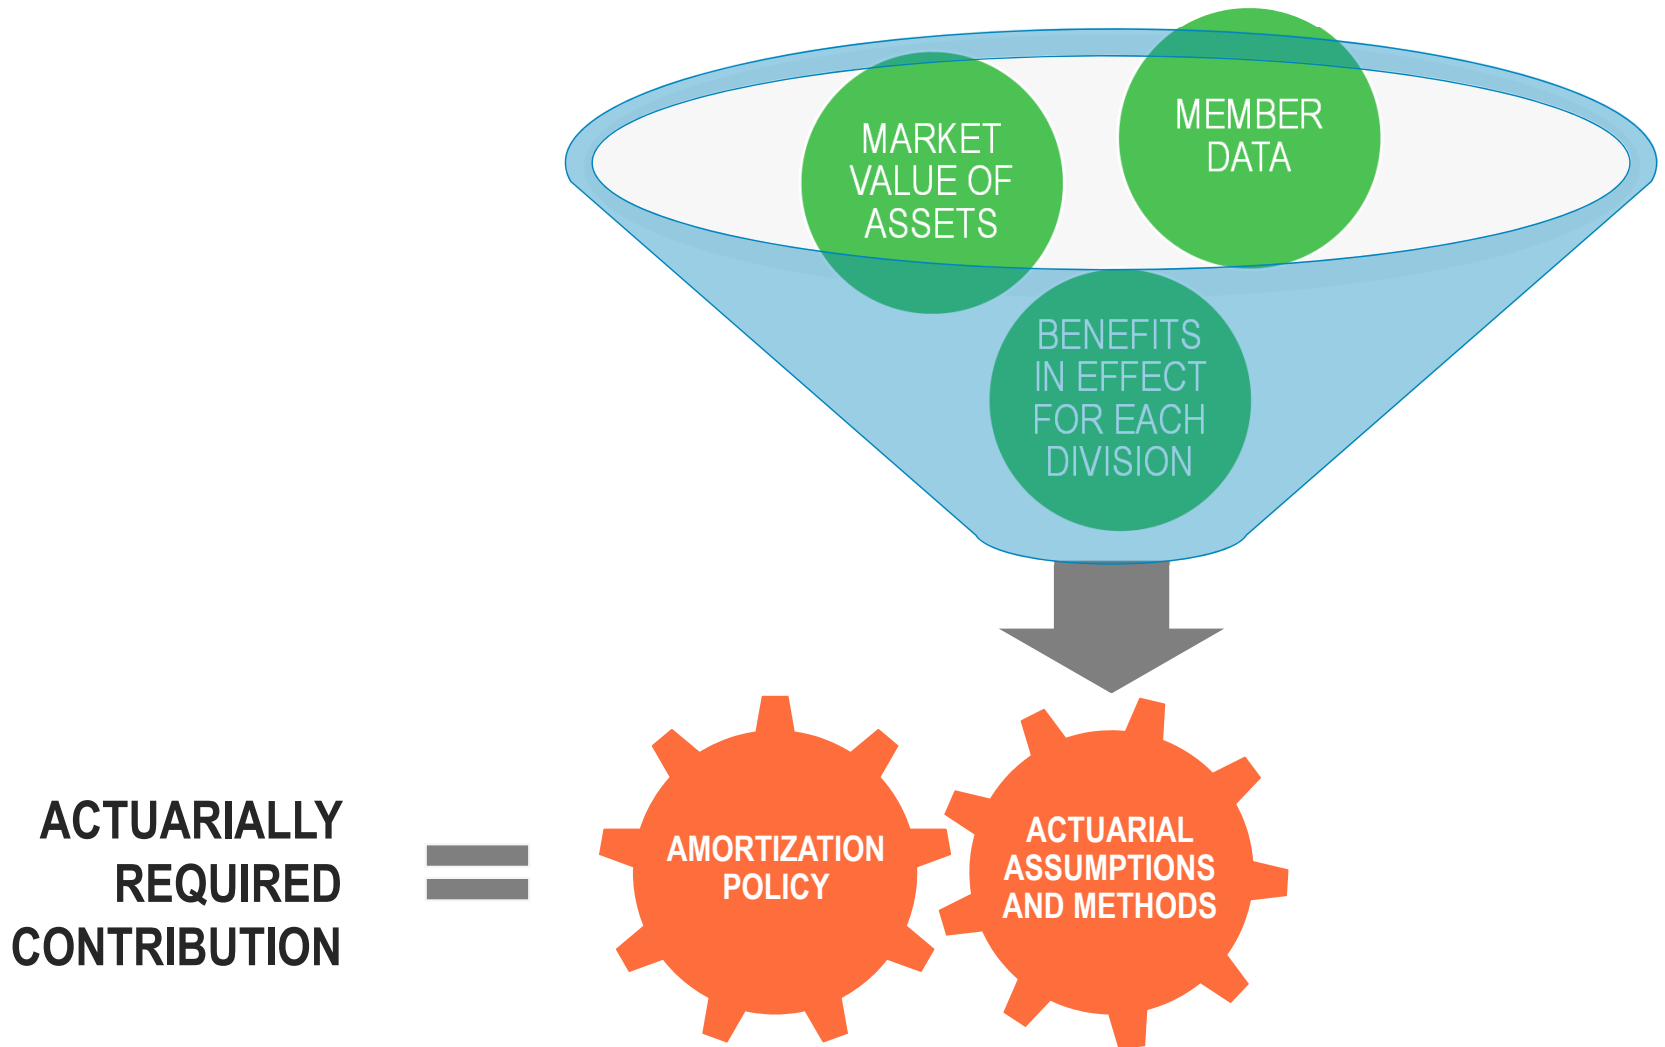 MARKET
VALUE OF
ASSETS
MEMBER
DATA
BENEFITS
IN EFFECT
FOR EACH
DIVISION
ACTUARIALLY
REQUIRED
CONTRIBUTION
AMORTIZATION
POLICY
ACTUARIAL
ASSUMPTIONS
AND METHODS